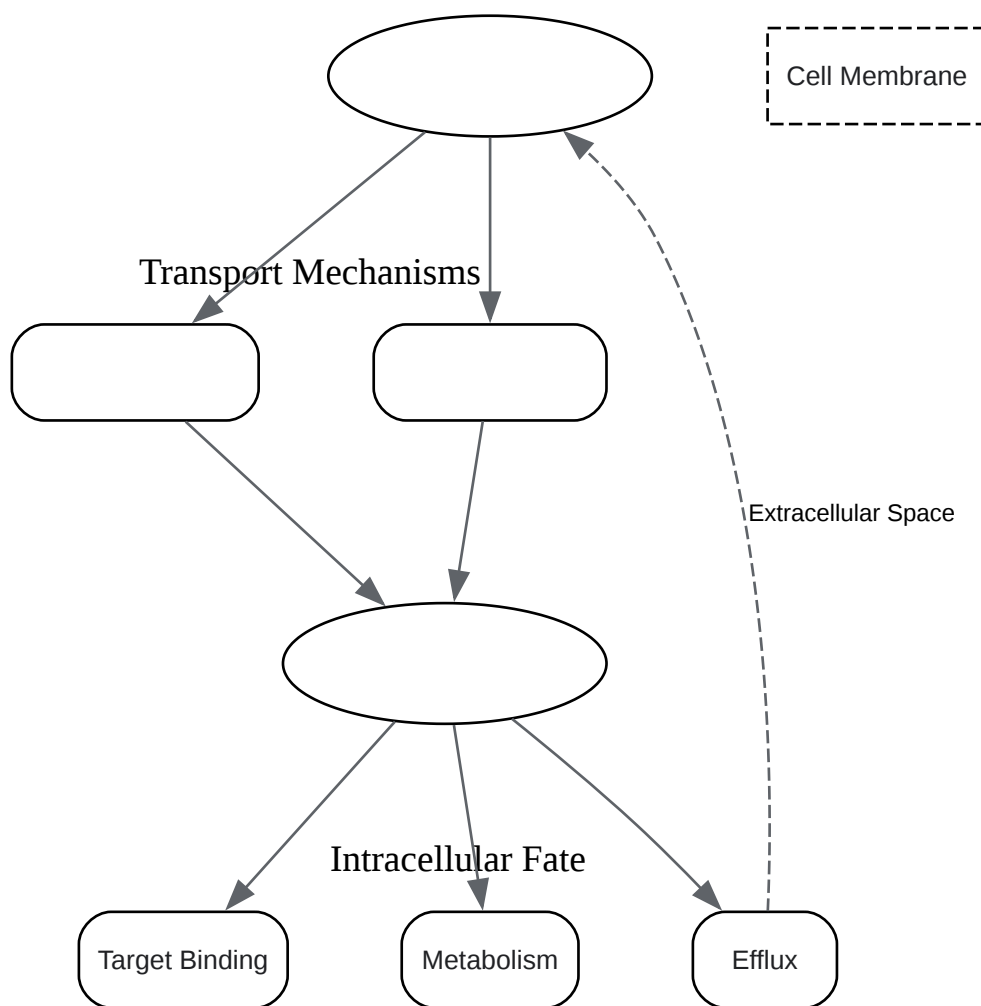 Cell Membrane
Transport Mechanisms
Extracellular Space
Intracellular Fate
Target Binding
Metabolism
Efflux